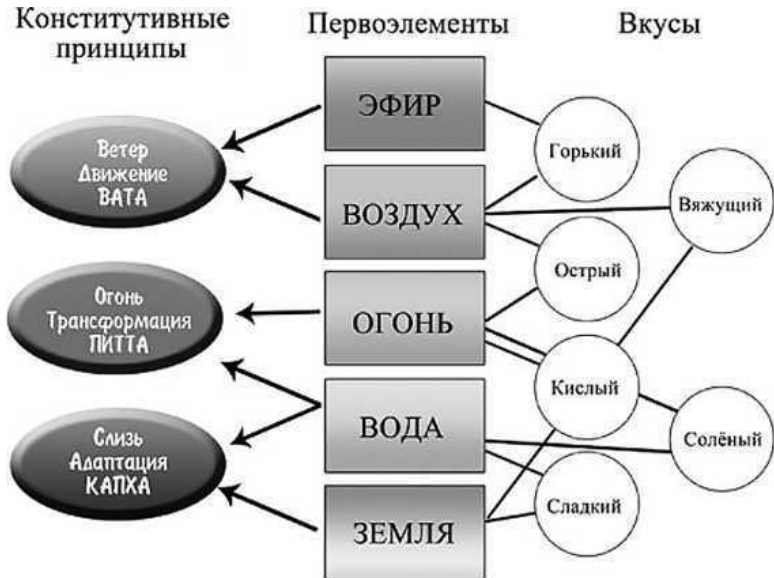 Конститутивные
принципы
Первоэлементы
Вкусы
Ветер
Движение
ВАТА
Огонь
Трансформация
ПИТТА
Слизь
Адаптация
КАПХА
ЭФИР
ВОЗДУХ
ОГОНЬ
ВОДА
ЗЕМЛЯ
Горький
Вяжущий
Острый
Кислый
Солёный
Сладкий